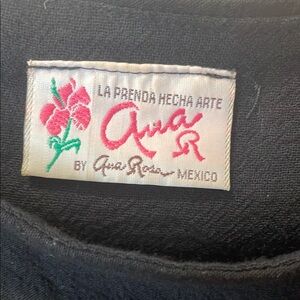 LA PRENDA HECHA ARTE
Ana
R
BY Ana Rosa MEXICO